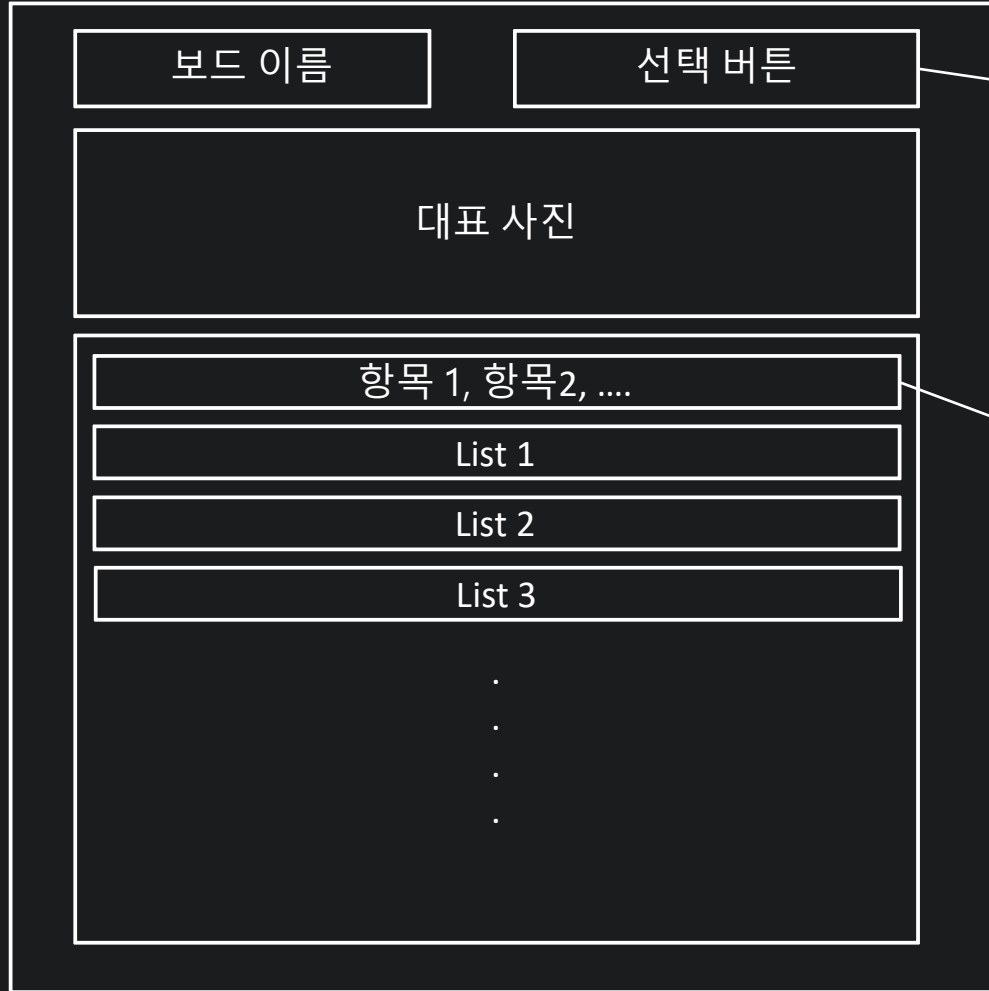 보드 이름
선택 버튼
대표 사진
항목 1, 항목2, ....
List 1
List 2
List 3
.
.
.
.